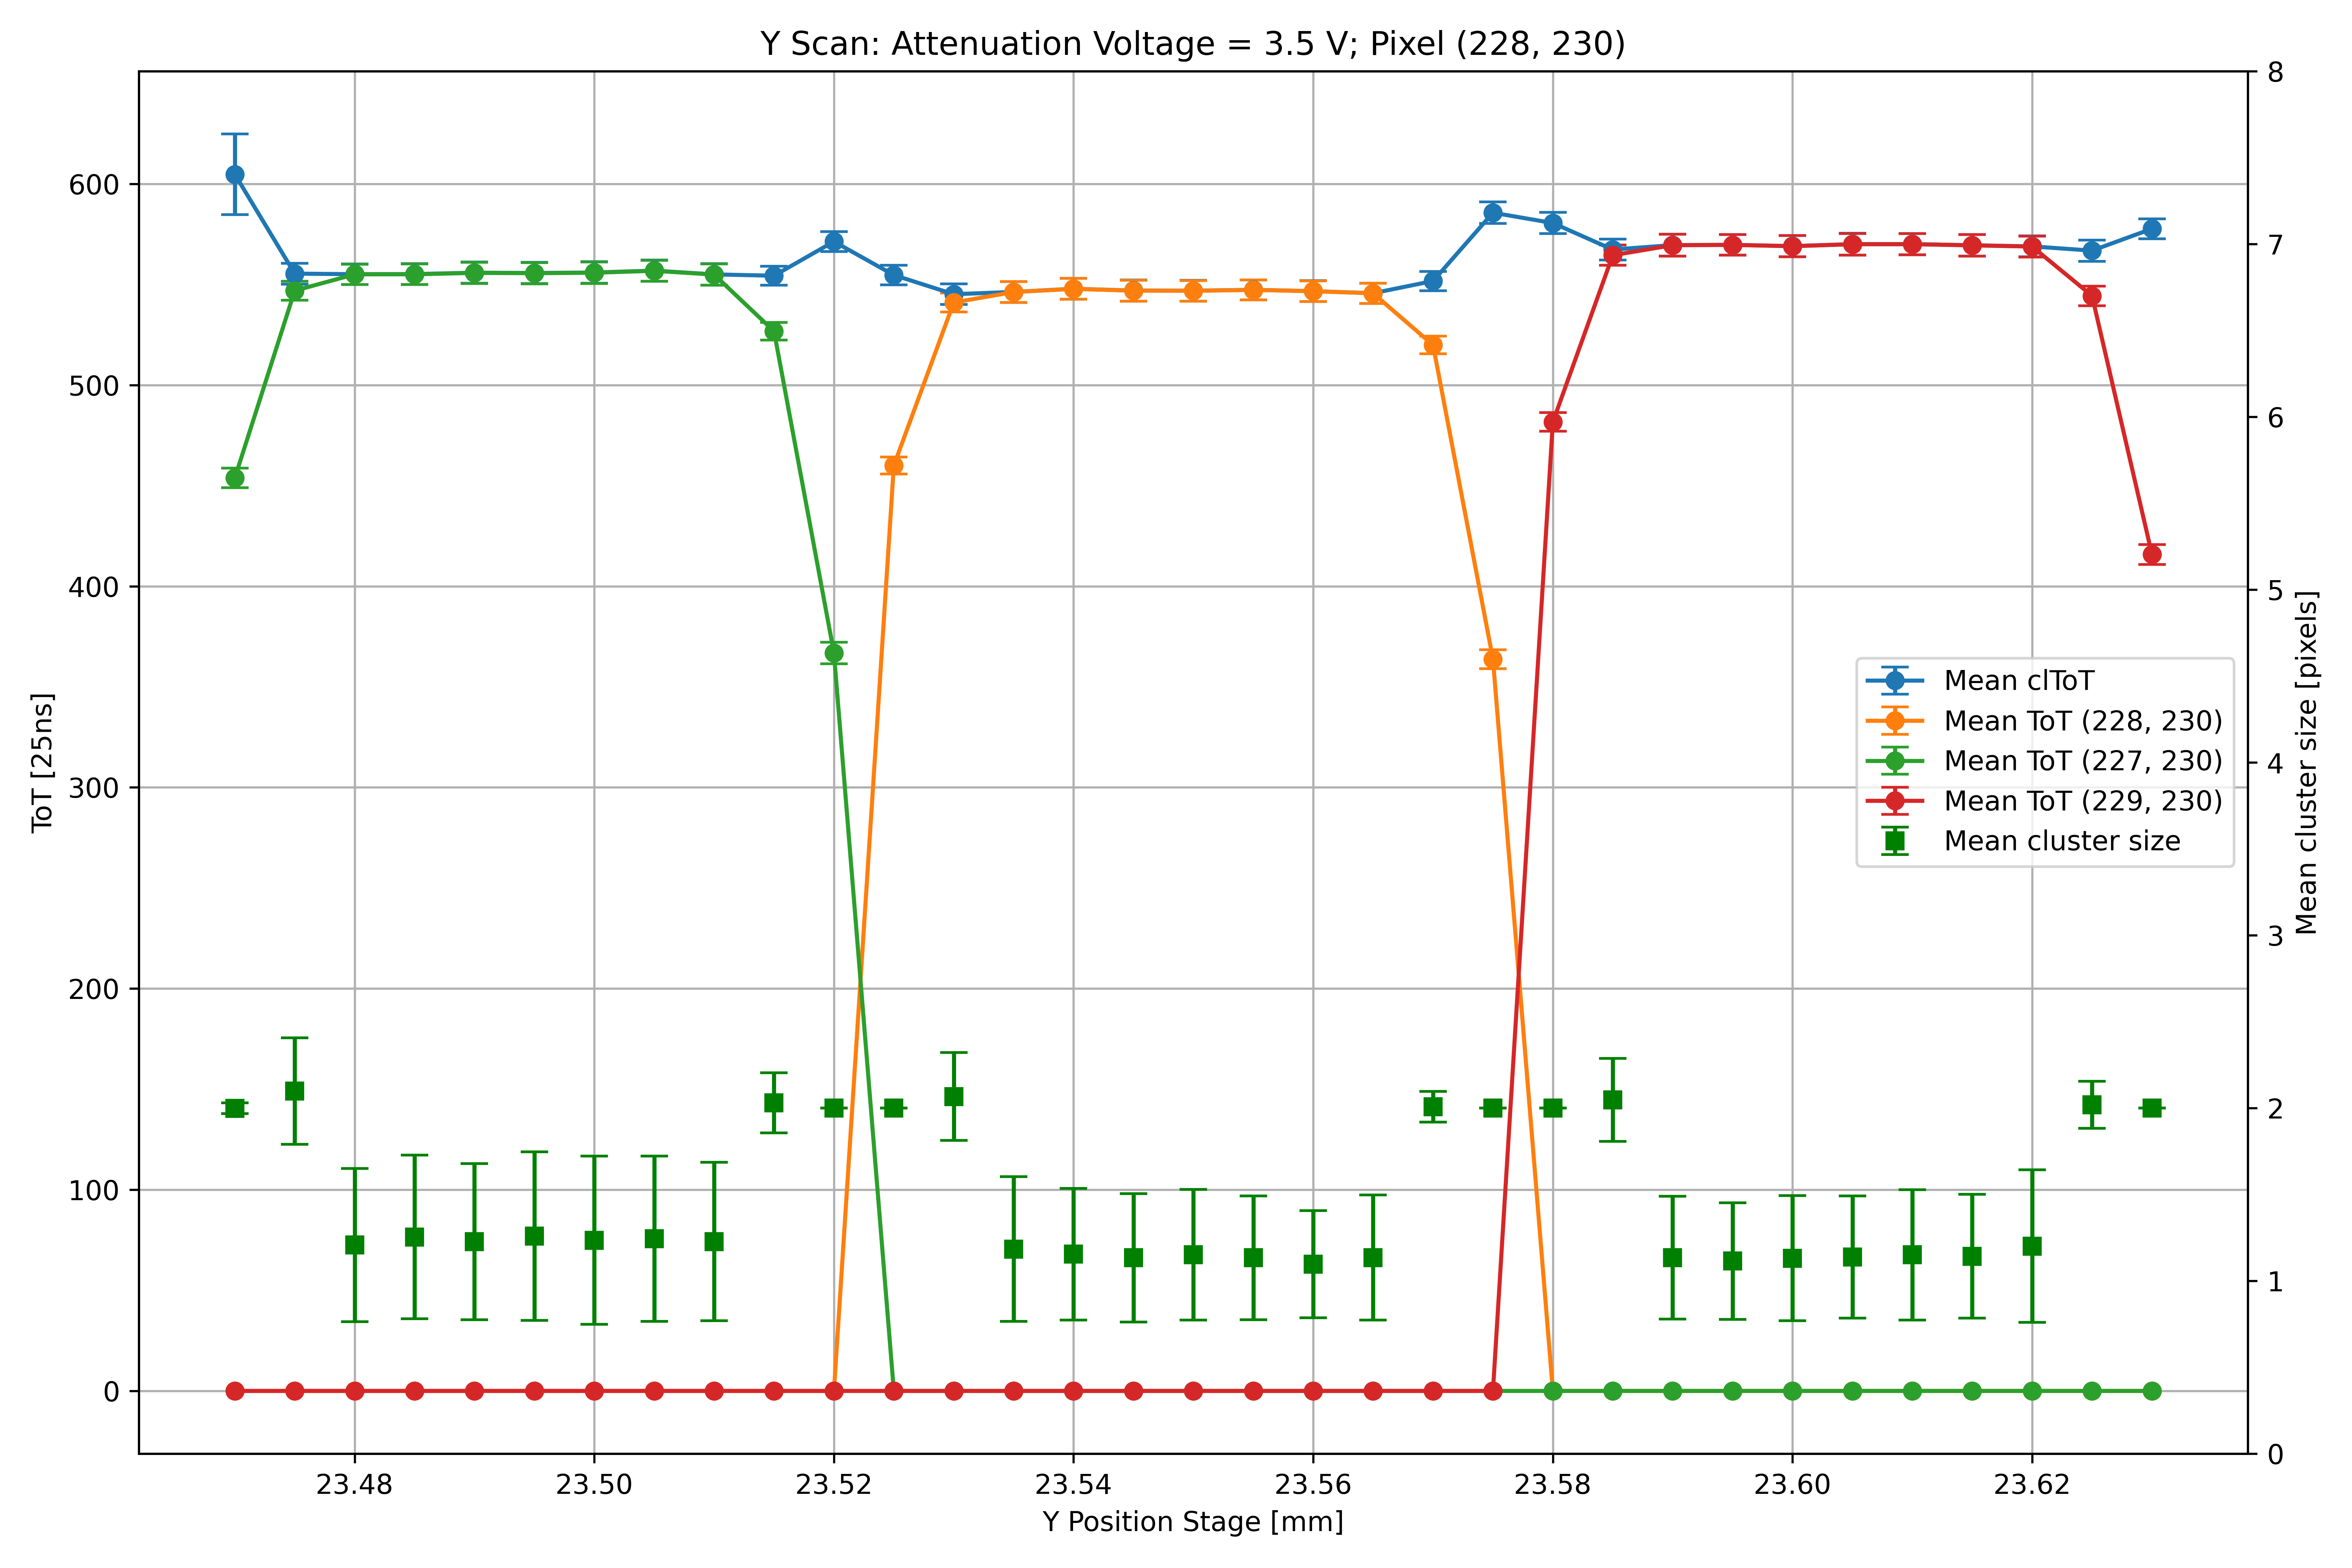 Y Scan: Attenuation Voltage = 3.5 V; Pixel (228, 230)
ToT [25ns]
600
500
400
300
200
100
0
8
7
6
5
4
3
2
1
0
Mean cluster size [pixels]
Mean clToT
Mean ToT (228, 230)
Mean ToT (227, 230)
Mean ToT (229, 230)
Mean cluster size
23.48 23.50 23.52 23.54 23.56 23.58 23.60 23.62
Y Position Stage [mm]